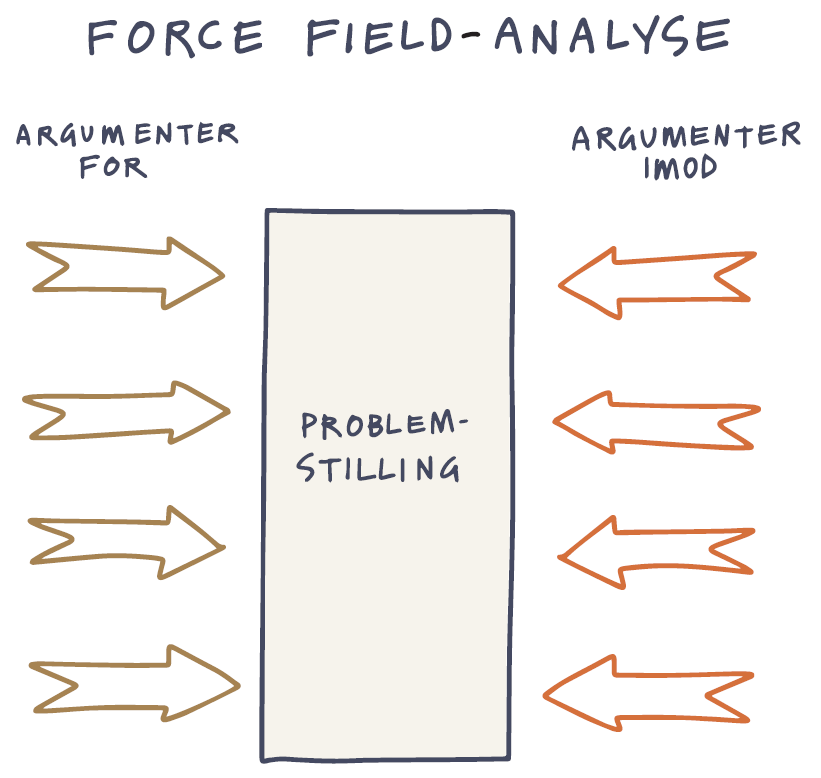 FORCE FIELD-ANALYSE
ARGUMENTER
FOR
ARGUMENTER
IMOD
PROBLEM-
STILLING